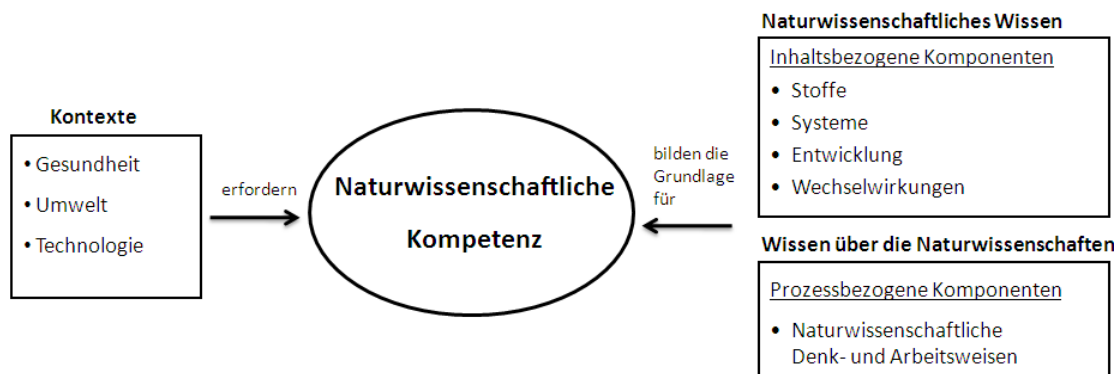 Kontexte
• Gesundheit
• Umwelt
• Technologie
erfordern
Naturwissenschaftliche
Kompetenz
bilden die
Grundlage
für
Naturwissenschaftliches Wissen
Inhaltsbezogene Komponenten
• Stoffe
• Systeme
• Entwicklung
• Wechselwirkungen
Wissen über die Naturwissenschaften
Prozessbezogene Komponenten
• Naturwissenschaftliche
Denk- und Arbeitsweisen